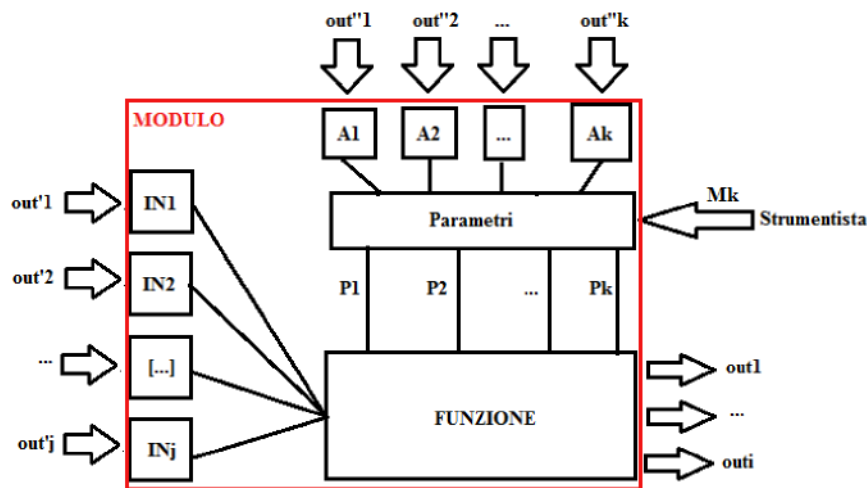 out"1 out"2 ... out"k
MODULO
A1 A2 ... Ak
out'1 IN1
Parametri
Mk
Strumentista
out'2 IN2
P1 P2 ... Pk
... [...]
out1
FUNZIONE
...
out'j INj
outi